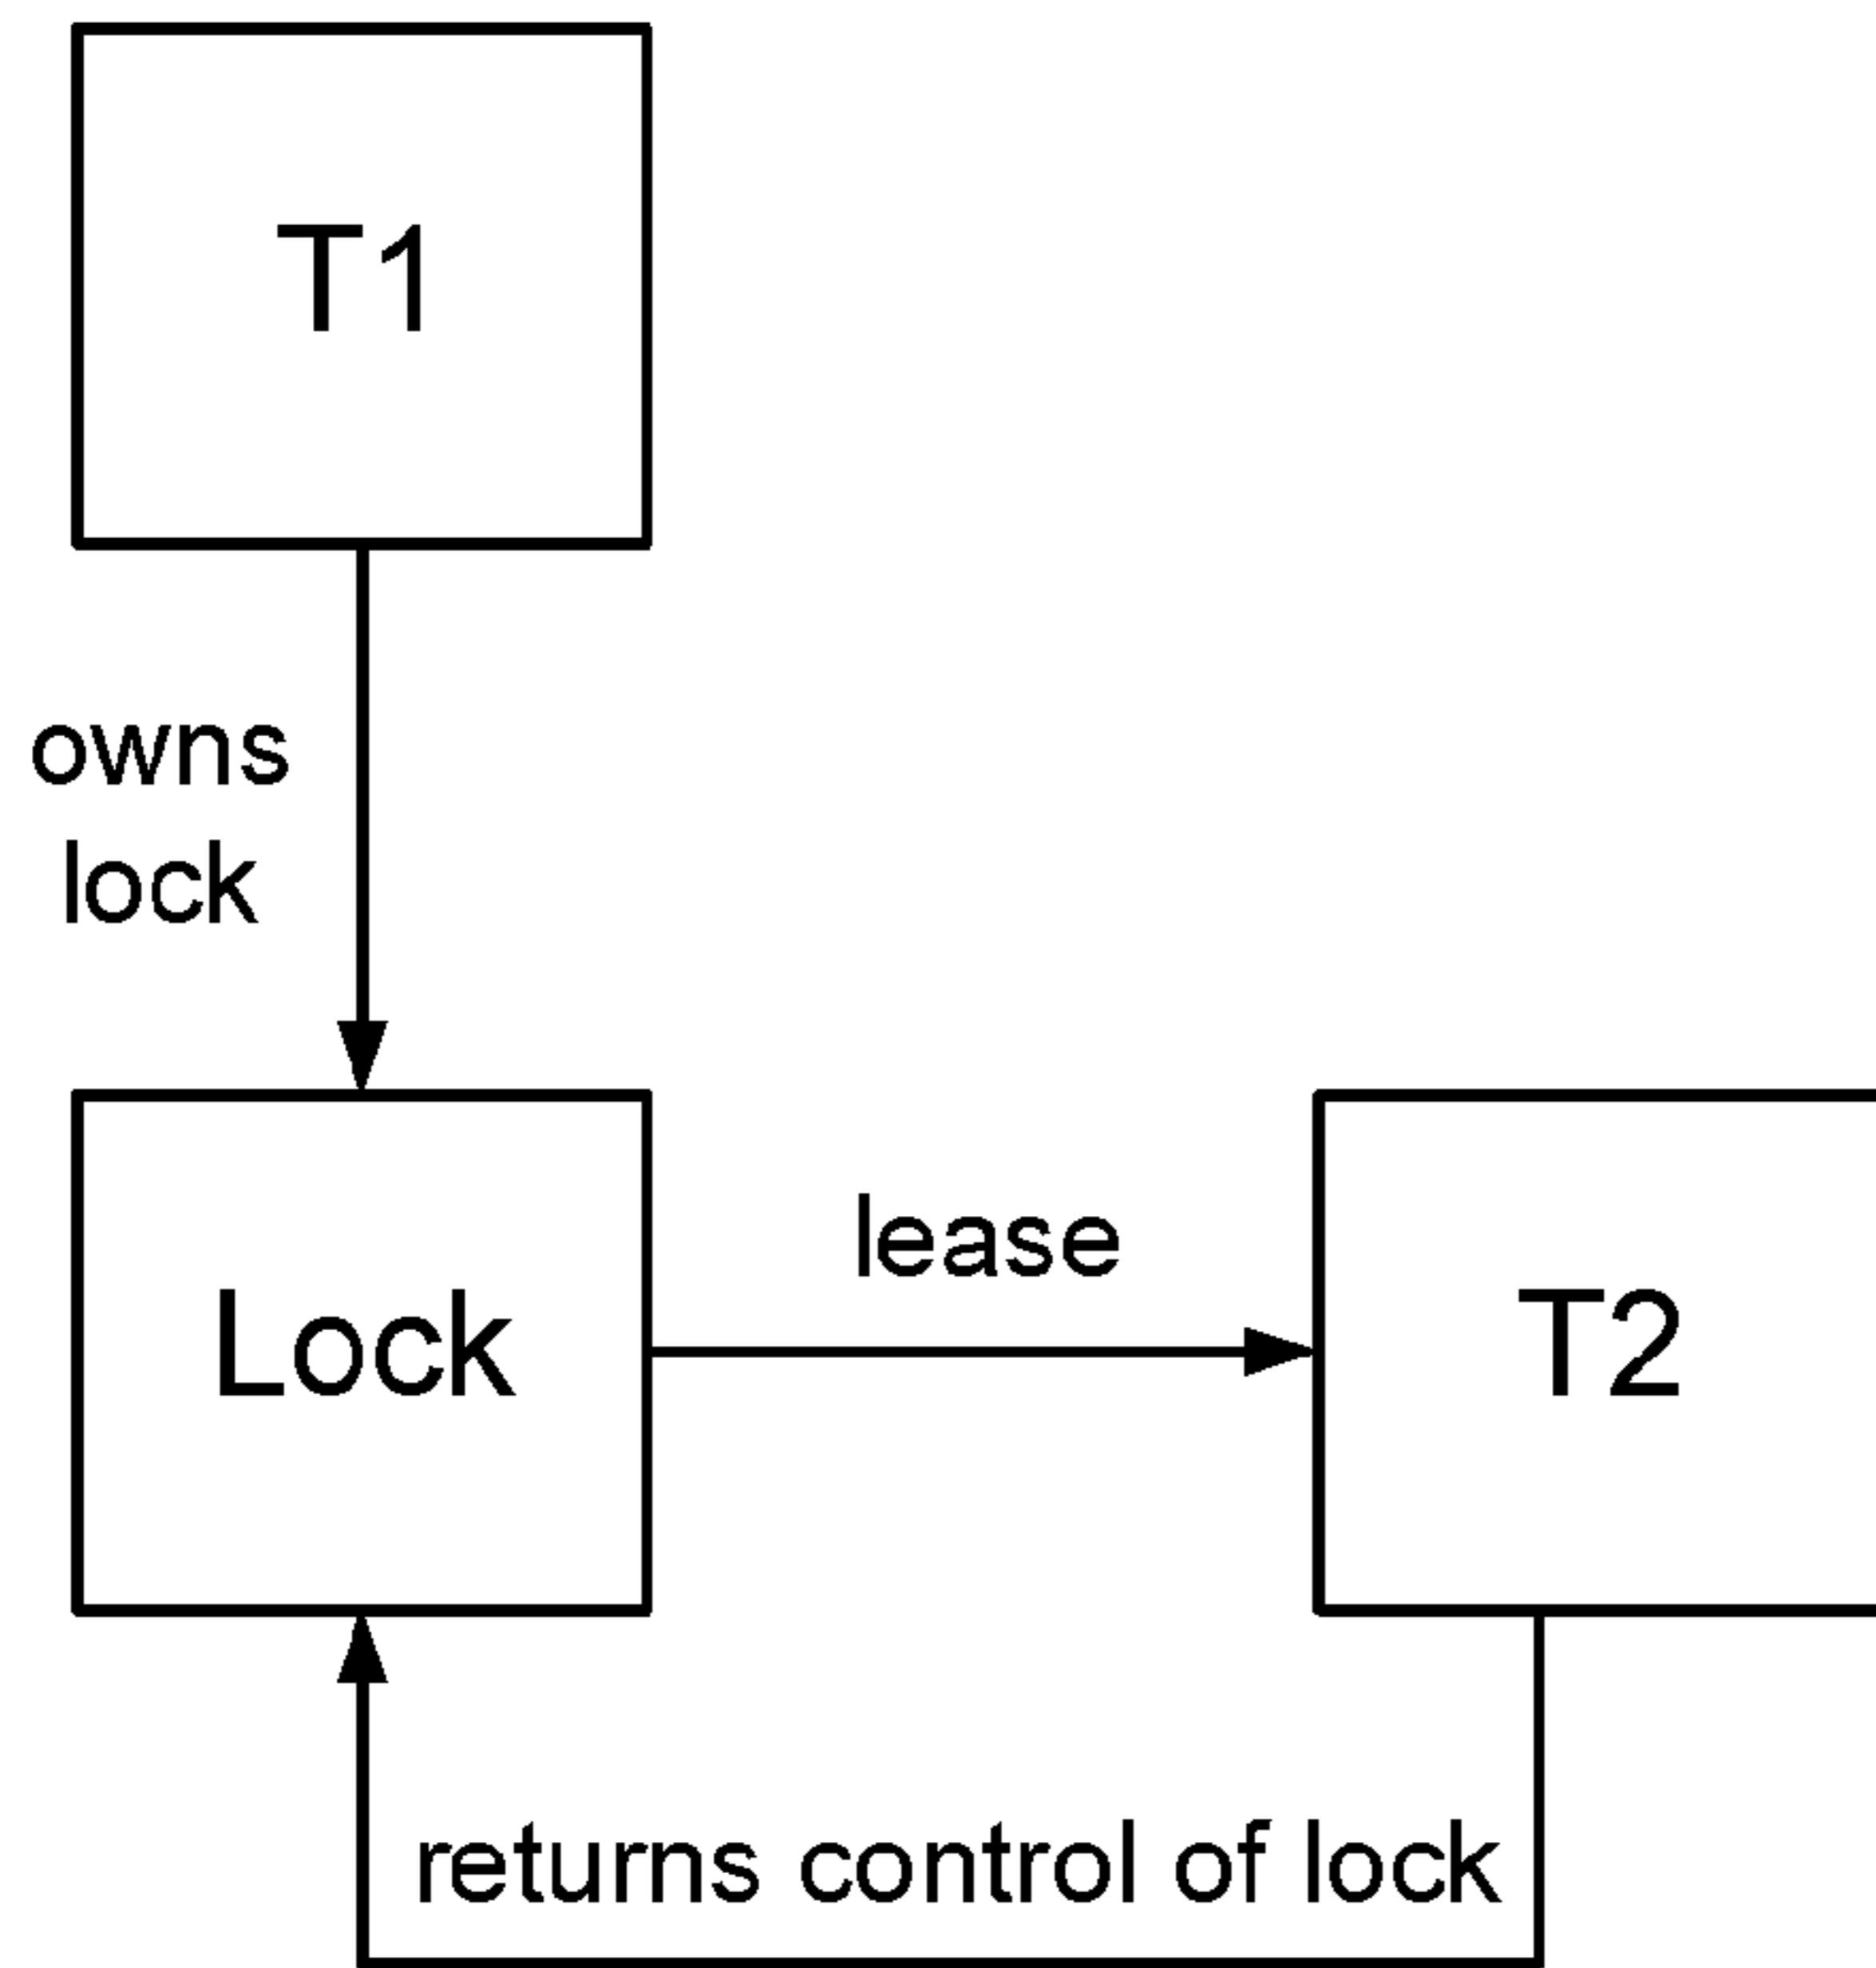 T1
owns
lock
lease
Lock
T2
returns control of lock